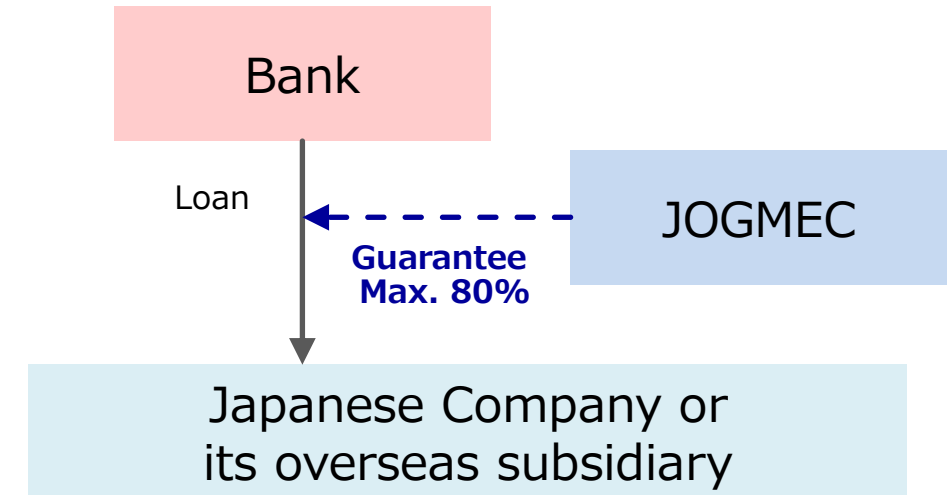 Bank
Loan
JOGMEC
Guarantee
Max. 80%
Japanese Company or
its overseas subsidiary